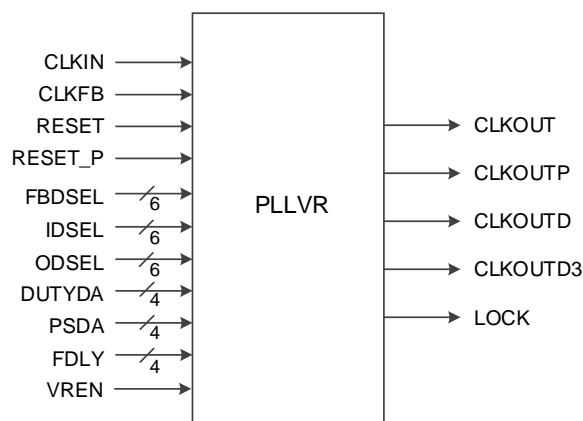 CLKIN
CLKFB
RESET
RESET_P
FBDSEL
6
IDSEL
6
ODSEL
6
DUTYDA
4
PSDA
4
FDLY
4
VREN
PLLVR
CLKOUT
CLKOUTP
CLKOUTD
CLKOUTD3
LOCK